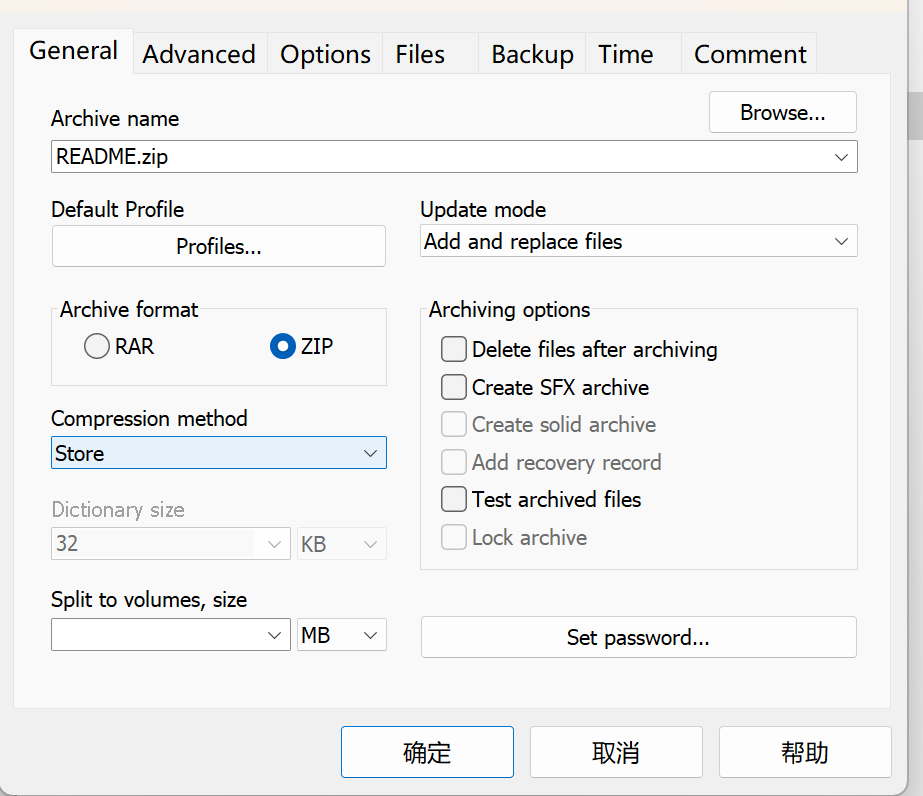 General Advanced Options Files Backup Time Comment
Archive name
Browse...
README.zip
Default Profile
Update mode
Profiles...
Add and replace files
Archive format
RAR
ZIP
Archiving options
Delete files after archiving
Create SFX archive
Create solid archive
Add recovery record
Test archived files
Lock archive
Compression method
Store
Dictionary size
32 KB
Split to volumes, size
MB
Set password...
确定 取消 帮助